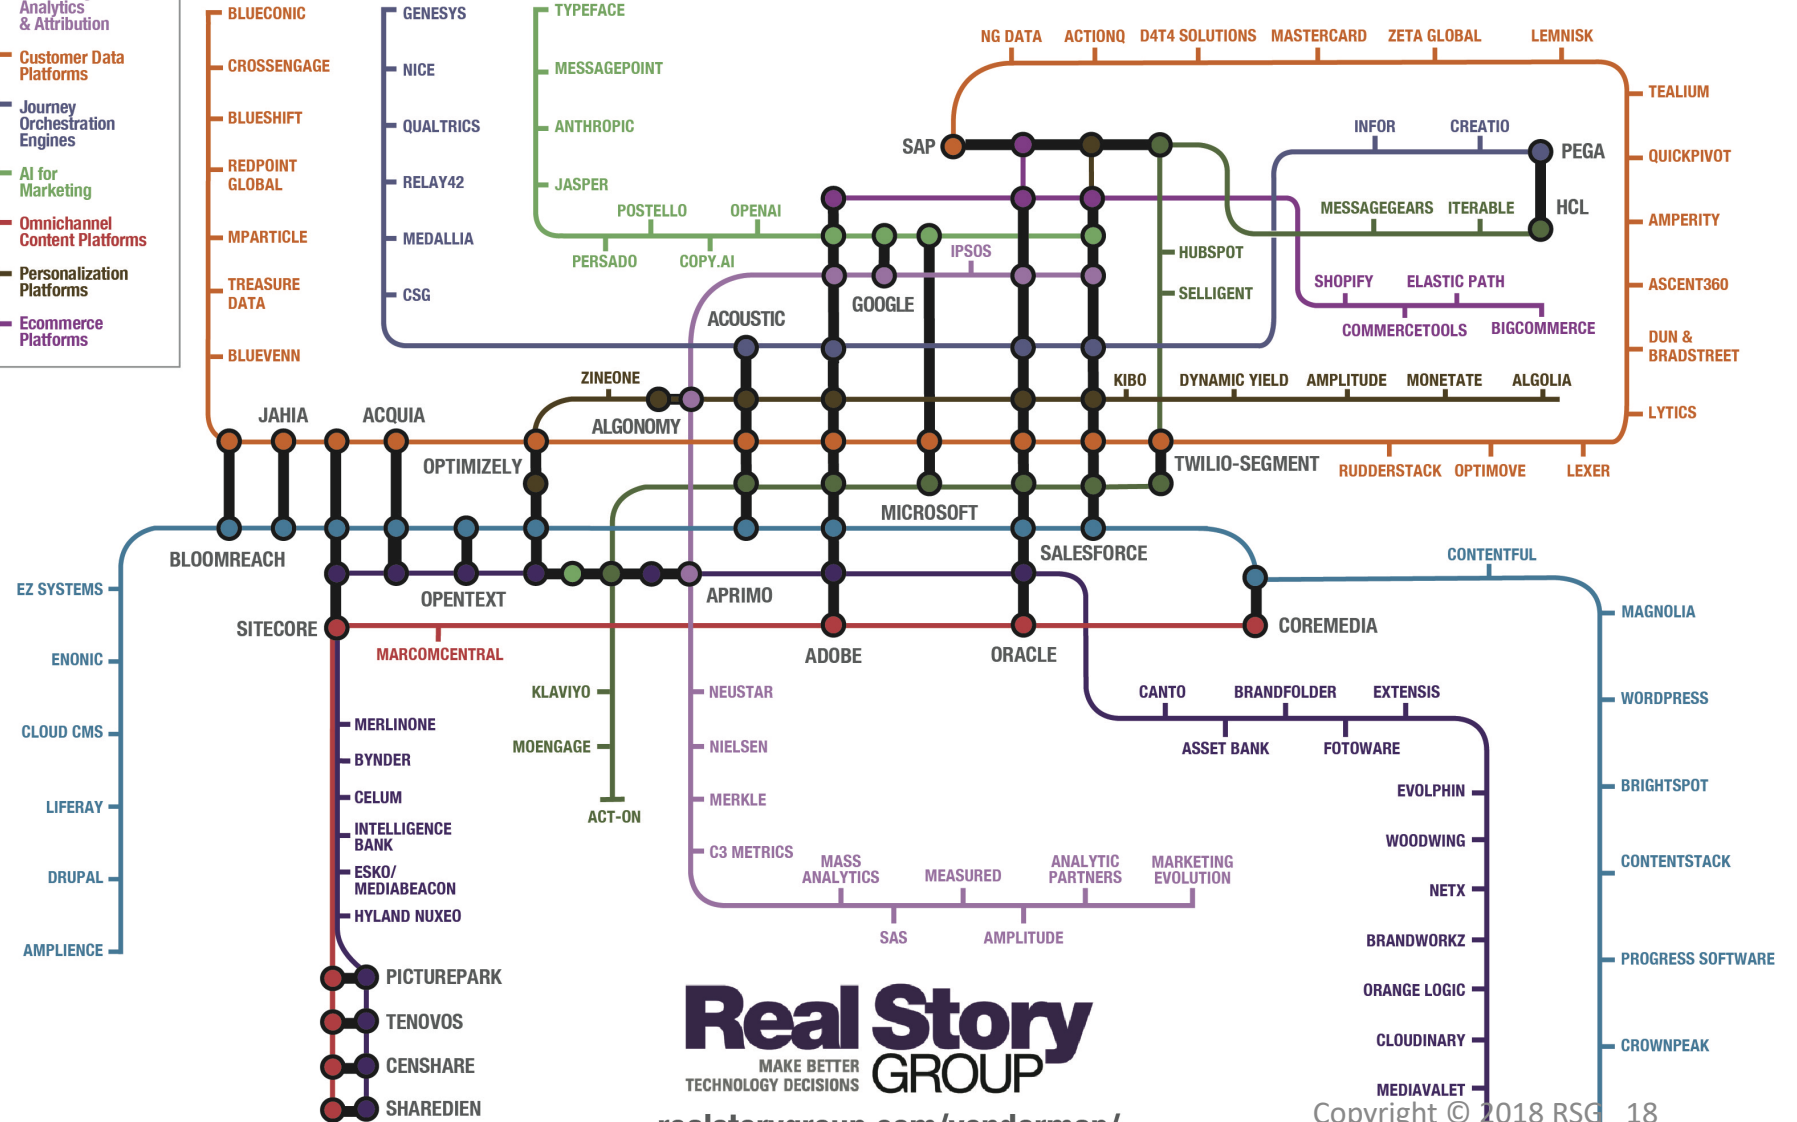 Analytics
& Attribution
Customer Data
Platforms
Journey
Orchestration
Engines
AI for
Marketing
Omnichannel
Content Platforms
Personalization
Platforms
Ecommerce
Platforms
BLUECONIC
CROSSENGAGE
BLUESHIFT
REDPOINT
GLOBAL
MPARTICLE
TREASURE
DATA
BLUEVENN
GENESYS
NICE
QUALTRICS
RELAY42
MEDALLIA
CSG
TYPEFACE
MESSAGEPOINT
ANTHROPIC
JASPER
POSTELLO
OPENAI
PERSADO
COPY.AI
NG DATA
ACTIONQ
D4T4 SOLUTIONS
MASTERCARD
ZETA GLOBAL
LEMNISK
TEALIUM
QUICKPIVOT
AMPERITY
ASCENT360
DUN &
BRADSTREET
LYTICS
SAP
INFOR
CREATIO
PEGA
MESSAGEGEARS
ITERABLE
HCL
HUBSPOT
SELLIGENT
IPSOS
GOOGLE
SHOPIFY
ELASTIC PATH
COMMERCETOOLS
BIGCOMMERCE
ACOUSTIC
ZINEONE
ALGONOMY
KIBO
DYNAMIC YIELD
AMPLITUDE
MONETATE
ALGOLIA
JAHIA
ACQUIA
OPTIMIZELY
TWILIO-SEGMENT
RUDDERSTACK
OPTIMOVE
LEXER
MICROSOFT
BLOOMREACH
SALESFORCE
CONTENTFUL
OPENTEXT
APRIMO
SITECORE
MARCOMCENTRAL
ADOBE
ORACLE
COREMEDIA
EZ SYSTEMS
ENONIC
CLOUD CMS
LIFERAY
DRUPAL
AMPLIENCE
MERLINONE
BYNDER
CELUM
INTELLIGENCE
BANK
ESKO/
MEDIABEACON
HYLAND NUXEO
PICTUREPARK
TENOVOS
CENSHARE
SHAREDIEN
KLAVIYO
MOENGAGE
ACT-ON
NEUSTAR
NIELSEN
MERKLE
C3 METRICS
MASS
ANALYTICS
MEASURED
ANALYTIC
PARTNERS
MARKETING
EVOLUTION
SAS
AMPLITUDE
CANTO
BRANDFOLDER
EXTENSIS
ASSET BANK
FOTOWARE
EVOLPHIN
WOODWING
NETX
BRANDWORKZ
ORANGE LOGIC
CLOUDINARY
MEDIAVALET
MAGNOLIA
WORDPRESS
BRIGHTSPOT
CONTENTSTACK
PROGRESS SOFTWARE
CROWNPEAK
Real Story
GROUP
MAKE BETTER
TECHNOLOGY DECISIONS
realstorygroup.com/vendormap/
Copyright © 2018 RSG 18